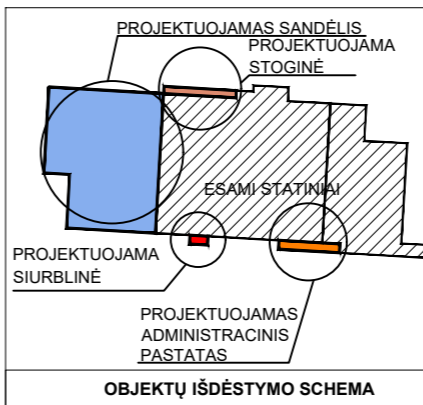 PROJEKTUOJAMAS SANDĖLIS
PROJEKTUOJAMA
STOGINĖ
ESAMI STATINIAI
PROJEKTUOJAMA
SIURBLINĖ
PROJEKTUOJAMAS
ADMINISTRACINIS
PASTATAS
OBJEKTŲ IŠDĖSTYMO SCHEMA